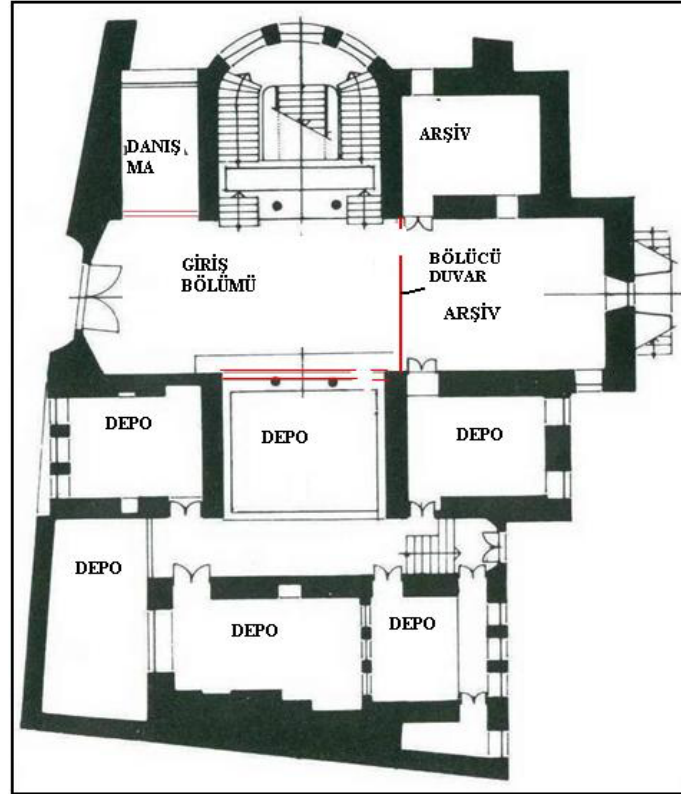 DANIŞ
MA
ARŞİV
GİRİŞ
BÖLÜMÜ
BÖLÜCÜ
DUVAR
ARŞİV
DEPO
DEPO
DEPO
DEPO
DEPO
DEPO